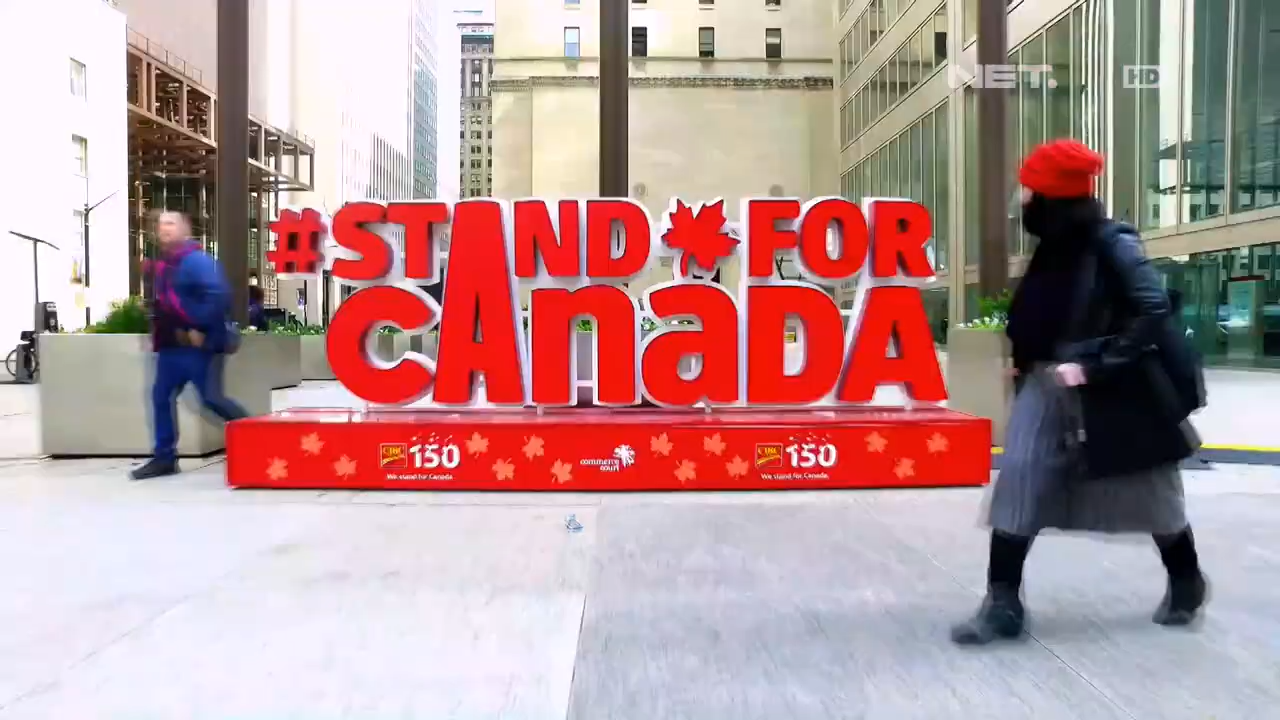 NET. HD
#STAND FOR
CANADA
CIBC 150
We stand for Canada.
commerce court
CIBC 150
We stand for Canada.